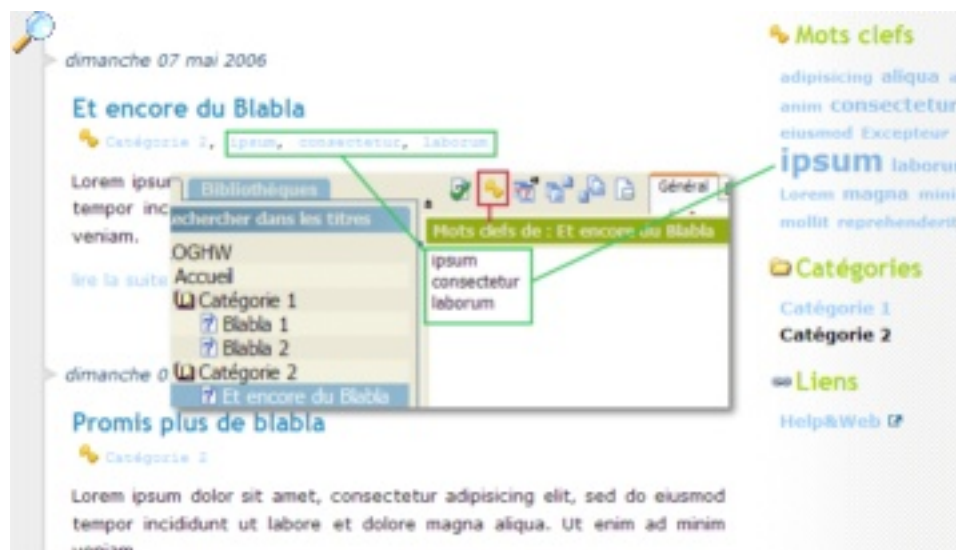 dimanche 07 mai 2006
Et encore du Blabla
Catégorie 2, ipsum, consectetur, laborum
Lorem ipsum
tempor inc
veniam.
lire la suite
Bibliothèques
echercher dans les titres
OGHW
Accueil
Catégorie 1
Blabla 1
Blabla 2
Catégorie 2
Et encore du Blabla
Général
Mots clefs de : Et encore du Blabla
ipsum
consectetur
laborum
dimanche 0
Promis plus de blabla
Catégorie 2
Lorem ipsum dolor sit amet, consectetur adipisicing elit, sed do eiusmod
tempor incididunt ut labore et dolore magna aliqua. Ut enim ad minim
veniam.
Mots clefs
adipisicing aliqua a
anim consectetur
eiusmod Excepteur
ipsum laborum
Lorem magna mini
mollit reprehenderit
Catégories
Catégorie 1
Catégorie 2
Liens
Help&Web